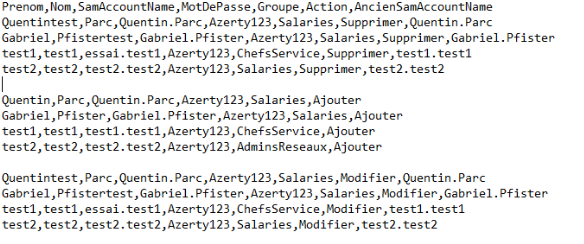 Prenom,Nom,SamAccountName,MotDePasse,Groupe,Action,AncienSamAccountName
Quentintest,Parc,Quentin.Parc,Azerty123,Salaries,Supprimer,Quentin.Parc
Gabriel,Pfistertest,Gabriel.Pfister,Azerty123,Salaries,Supprimer,Gabriel.Pfister
test1,test1,essai.test1,Azerty123,ChefsService,Supprimer,test1.test1
test2,test2,test2.test2,Azerty123,Salaries,Supprimer,test2.test2
Quentin,Parc,Quentin.Parc,Azerty123,Salaries,Ajouter
Gabriel,Pfister,Gabriel.Pfister,Azerty123,Salaries,Ajouter
test1,test1,test1.test1,Azerty123,ChefsService,Ajouter
test2,test2,test2.test2,Azerty123,AdminsReseaux,Ajouter
Quentintest,Parc,Quentin.Parc,Azerty123,Salaries,Modifier,Quentin.Parc
Gabriel,Pfistertest,Gabriel.Pfister,Azerty123,Salaries,Modifier,Gabriel.Pfister
test1,test1,essai.test1,Azerty123,ChefsService,Modifier,test1.test1
test2,test2,test2.test2,Azerty123,Salaries,Modifier,test2.test2